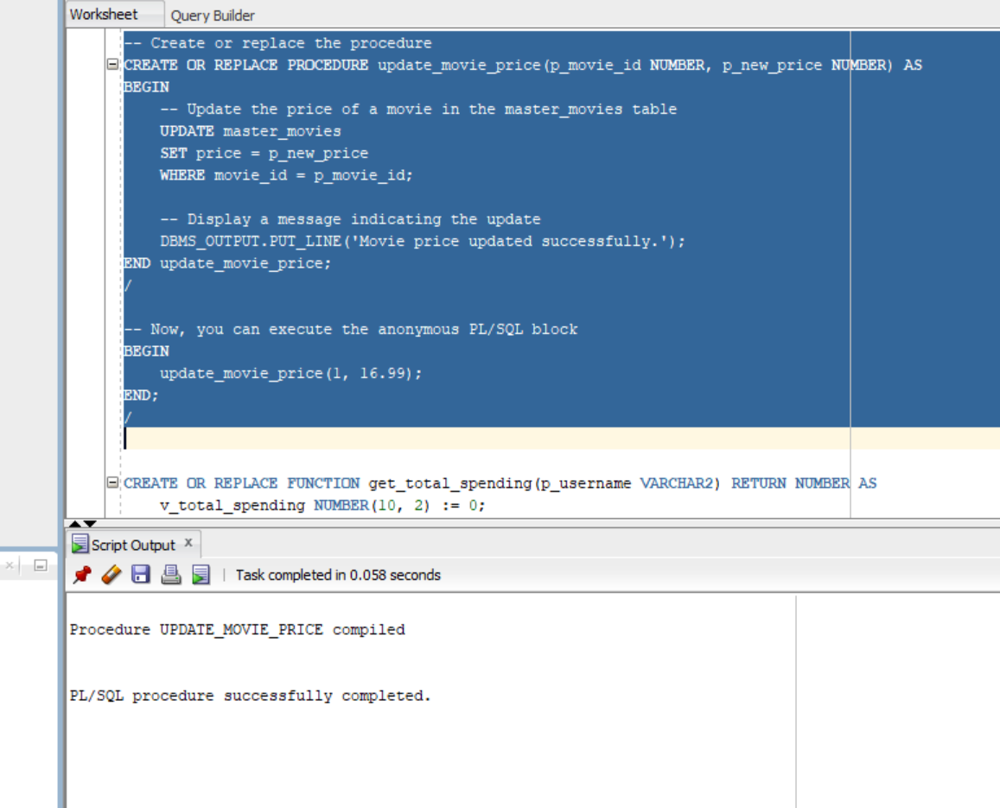 Worksheet Query Builder
-- Create or replace the procedure
CREATE OR REPLACE PROCEDURE update_movie_price(p_movie_id NUMBER, p_new_price NUMBER) AS
BEGIN
    -- Update the price of a movie in the master_movies table
    UPDATE master_movies
    SET price = p_new_price
    WHERE movie_id = p_movie_id;
    -- Display a message indicating the update
    DBMS_OUTPUT.PUT_LINE('Movie price updated successfully.');
END update_movie_price;
/
-- Now, you can execute the anonymous PL/SQL block
BEGIN
    update_movie_price(1, 16.99);
END;
/
CREATE OR REPLACE FUNCTION get_total_spending(p_username VARCHAR2) RETURN NUMBER AS
    v_total_spending NUMBER(10, 2) := 0;
Script Output x
Task completed in 0.058 seconds
Procedure UPDATE_MOVIE_PRICE compiled
PL/SQL procedure successfully completed.